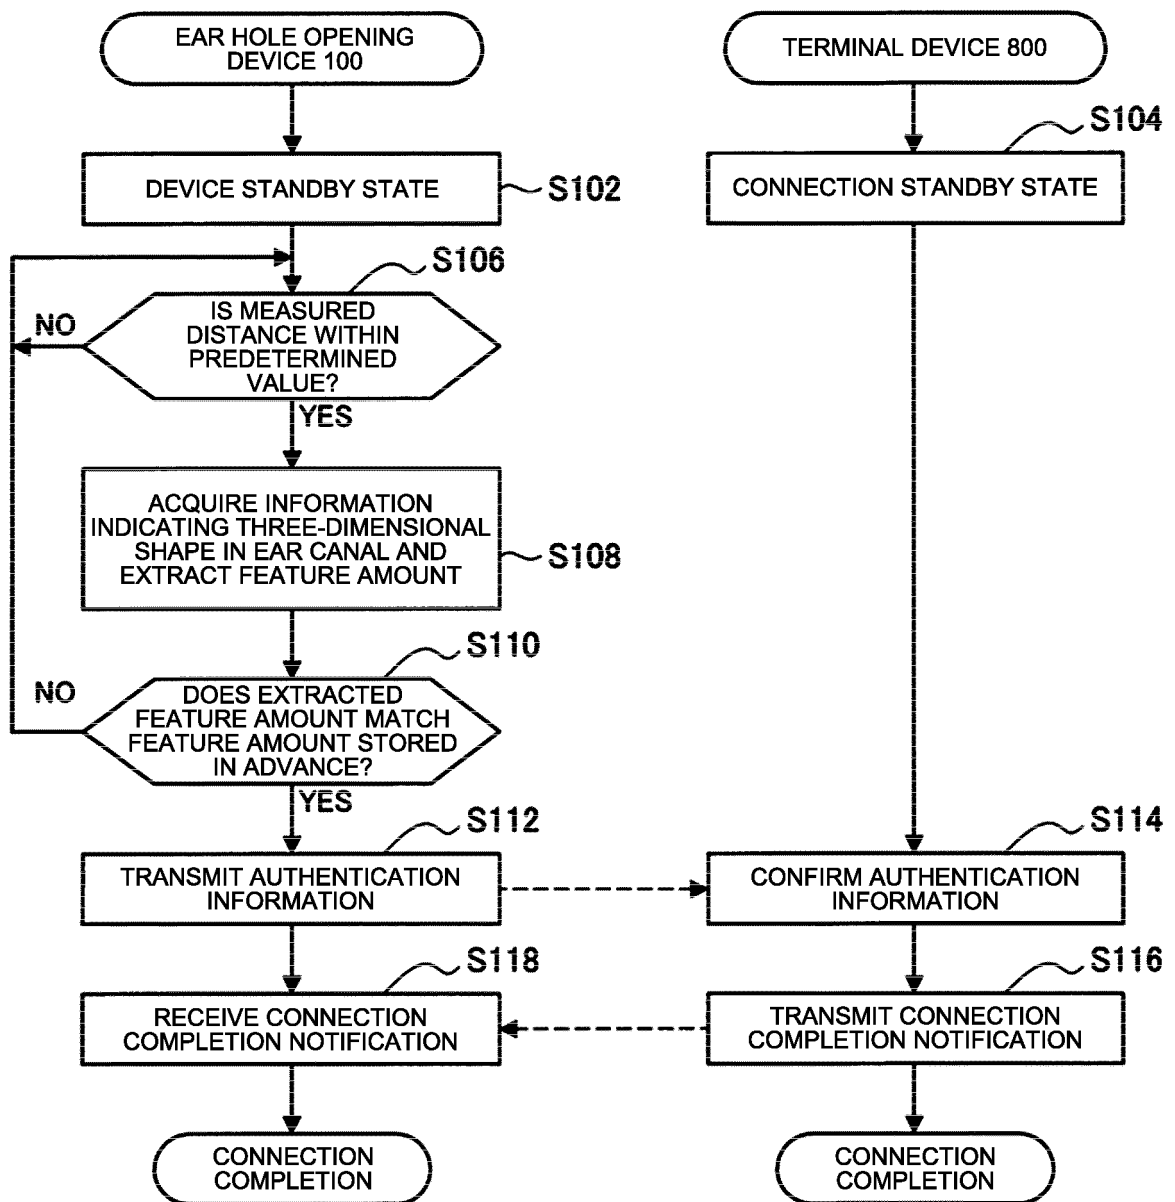 EAR HOLE OPENING
DEVICE 100
TERMINAL DEVICE 800
S104
DEVICE STANDBY STATE
S102
CONNECTION STANDBY STATE
S106
NO
IS MEASURED
DISTANCE WITHIN
PREDETERMINED
VALUE?
YES
ACQUIRE INFORMATION
INDICATING THREE-DIMENSIONAL
SHAPE IN EAR CANAL AND
EXTRACT FEATURE AMOUNT
S108
S110
NO
DOES EXTRACTED
FEATURE AMOUNT MATCH
FEATURE AMOUNT STORED
IN ADVANCE?
YES
S112
S114
TRANSMIT AUTHENTICATION
INFORMATION
CONFIRM AUTHENTICATION
INFORMATION
S118
S116
RECEIVE CONNECTION
COMPLETION NOTIFICATION
TRANSMIT CONNECTION
COMPLETION NOTIFICATION
CONNECTION
COMPLETION
CONNECTION
COMPLETION